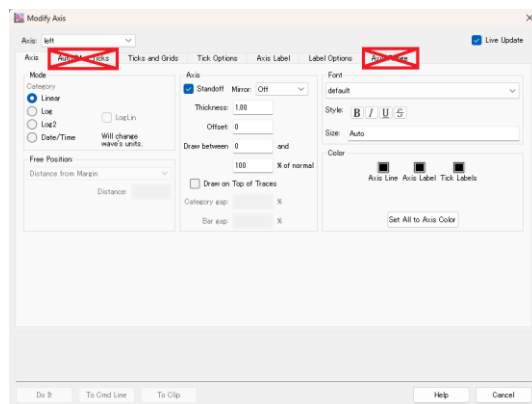 Modify Axis
Axis: left
Live Update
Axis
Ticks and Grids
Tick Options
Axis Label
Label Options
Mode
Category
Linear
Log
Log2
Date/Time
LogLin
Will change
wave's units.
Free Position
Distance from Margin
Distance:
Axis
Standoff Mirror: Off
Thickness: 1.00
Offset: 0
Draw between 0 and
100 % of normal
Draw on Top of Traces
Category gap: %
Bar gap: %
Font
default
Style: B I U S
Size: Auto
Color
Axis Line Axis Label Tick Labels
Set All to Axis Color
Do It
To Cmd Line
To Clip
Help
Cancel